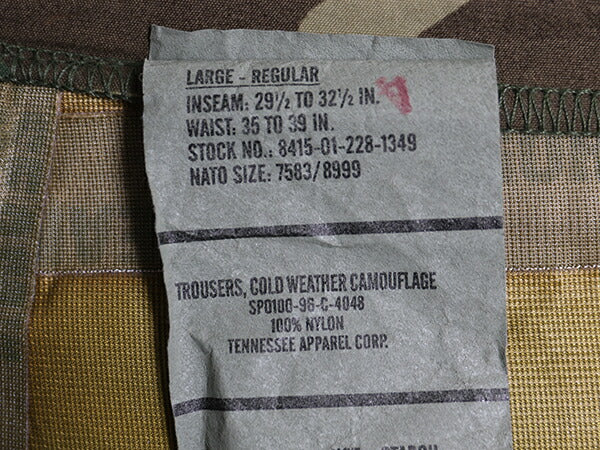 LARGE - REGULAR
INSEAM: 29½ TO 32½ IN.
WAIST: 35 TO 39 IN.
STOCK NO.: 8415-01-228-1349
NATO SIZE: 7583/8999
TROUSERS, COLD WEATHER CAMOUFLAGE
SPO100-96-C-4048
100% NYLON
TENNESSEE APPAREL CORP.